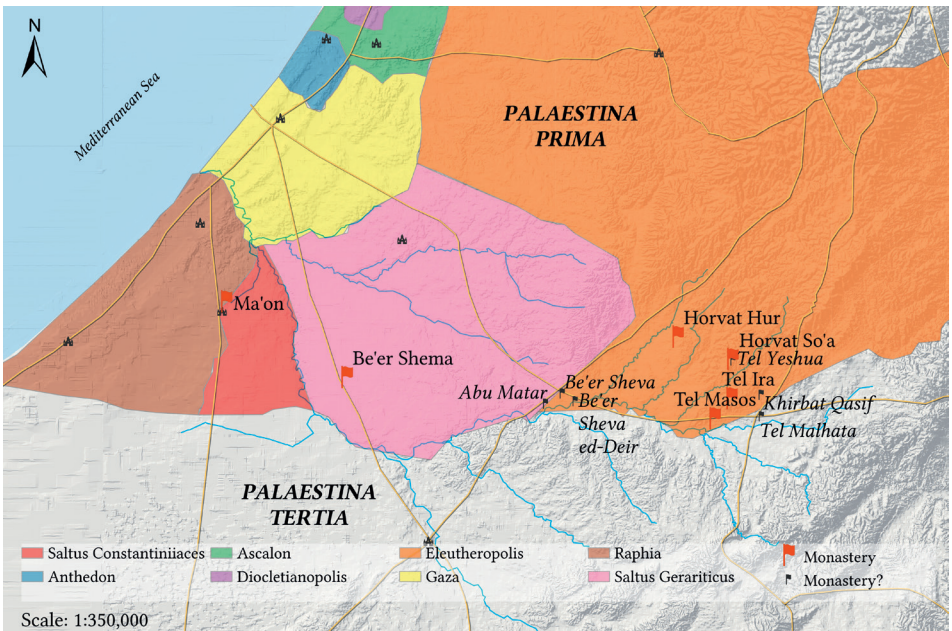 N
Mediterranean Sea
PALAESTINA
PRIMA
Ma'on
Horvat Hur
Horvat So'a
Tel Yeshua
Be'er Shema
Tel Ira
Abu Matar
Be'er Sheva
Tel Masos
Khirbat Qasif
Be'er
Sheva
ed-Deir
Tel Malhata
PALAESTINA
TERTIA
Saltus Constantiniiaces
Ascalon
Eleutheropolis
Raphia
Monastery
Anthedon
Diocletianopolis
Gaza
Saltus Gerariticus
Monastery?
Scale: 1:350,000